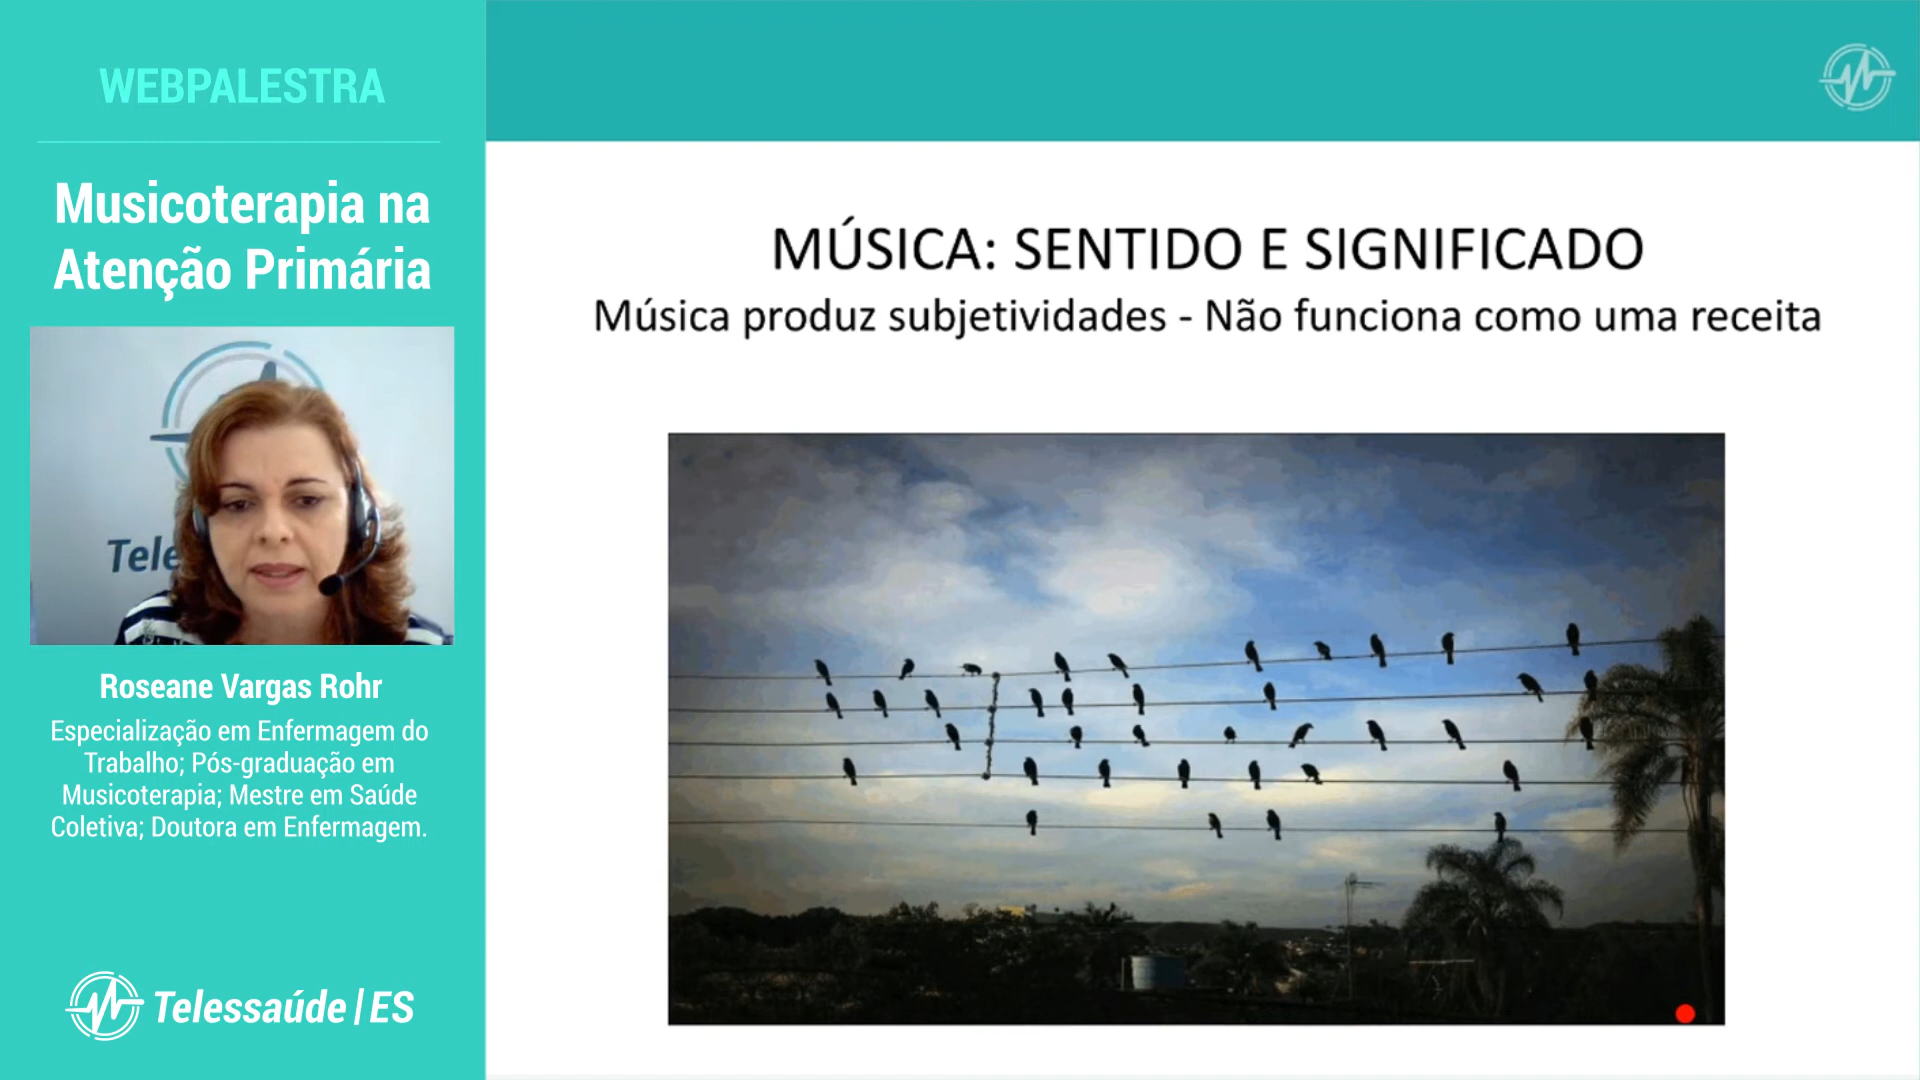 WEBPALESTRA
Musicoterapia na
Atenção Primária
Tele
Roseane Vargas Rohr
Especialização em Enfermagem do
Trabalho; Pós-graduação em
Musicoterapia; Mestre em Saúde
Coletiva; Doutora em Enfermagem.
Telessaúde|ES
MÚSICA: SENTIDO E SIGNIFICADO
Música produz subjetividades - Não funciona como uma receita